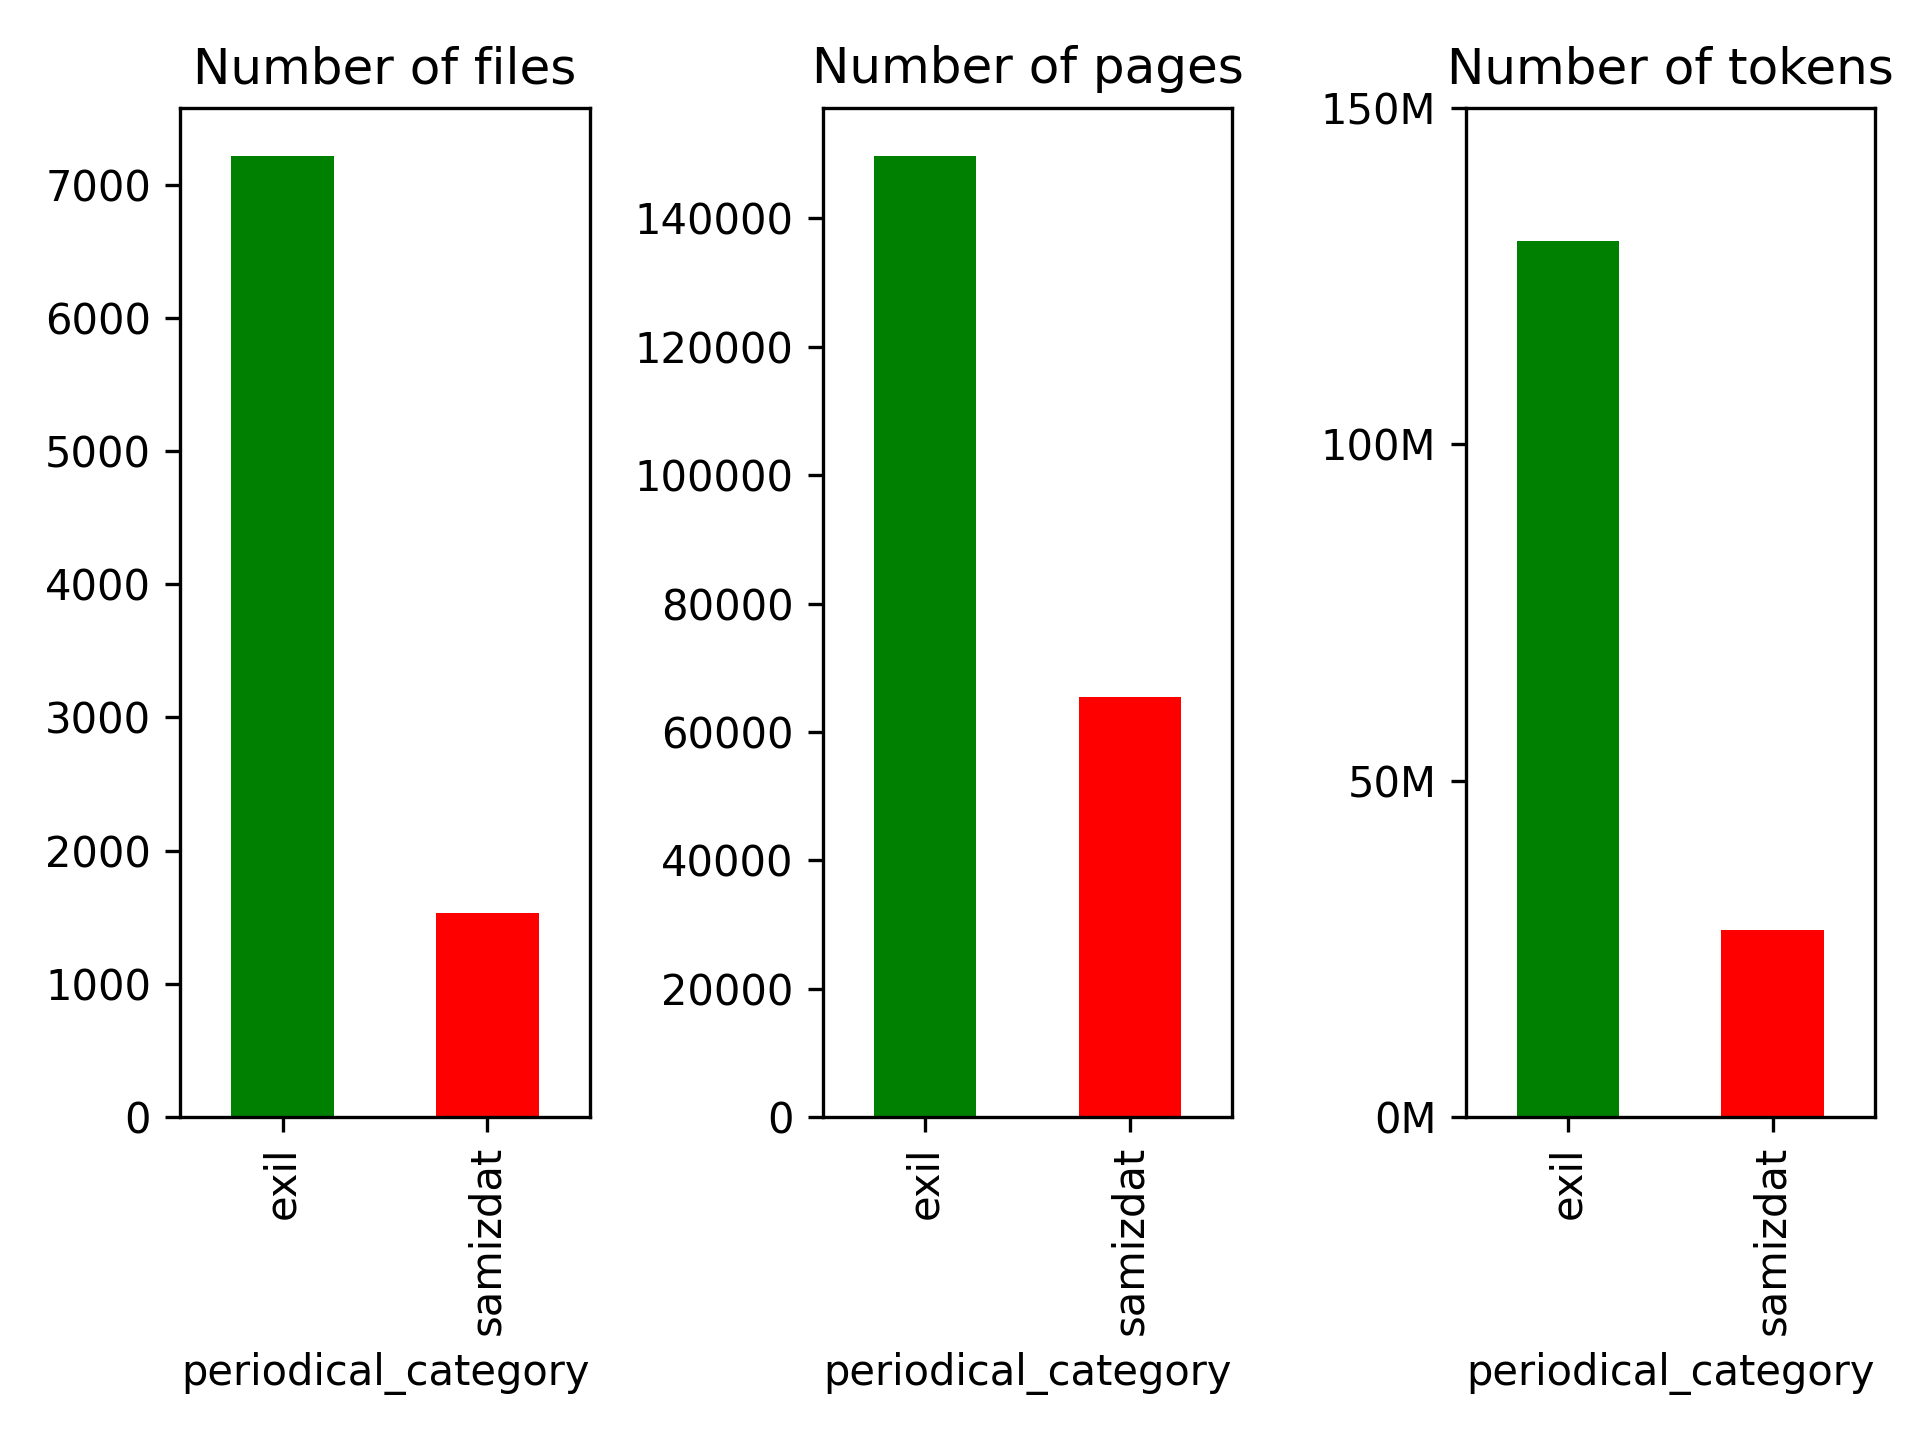 Number of files
7000
6000
5000
4000
3000
2000
1000
0
exil
samizdat
periodical_category
Number of pages
140000
120000
100000
80000
60000
40000
20000
0
exil
samizdat
periodical_category
Number of tokens
150M
100M
50M
0M
exil
samizdat
periodical_category